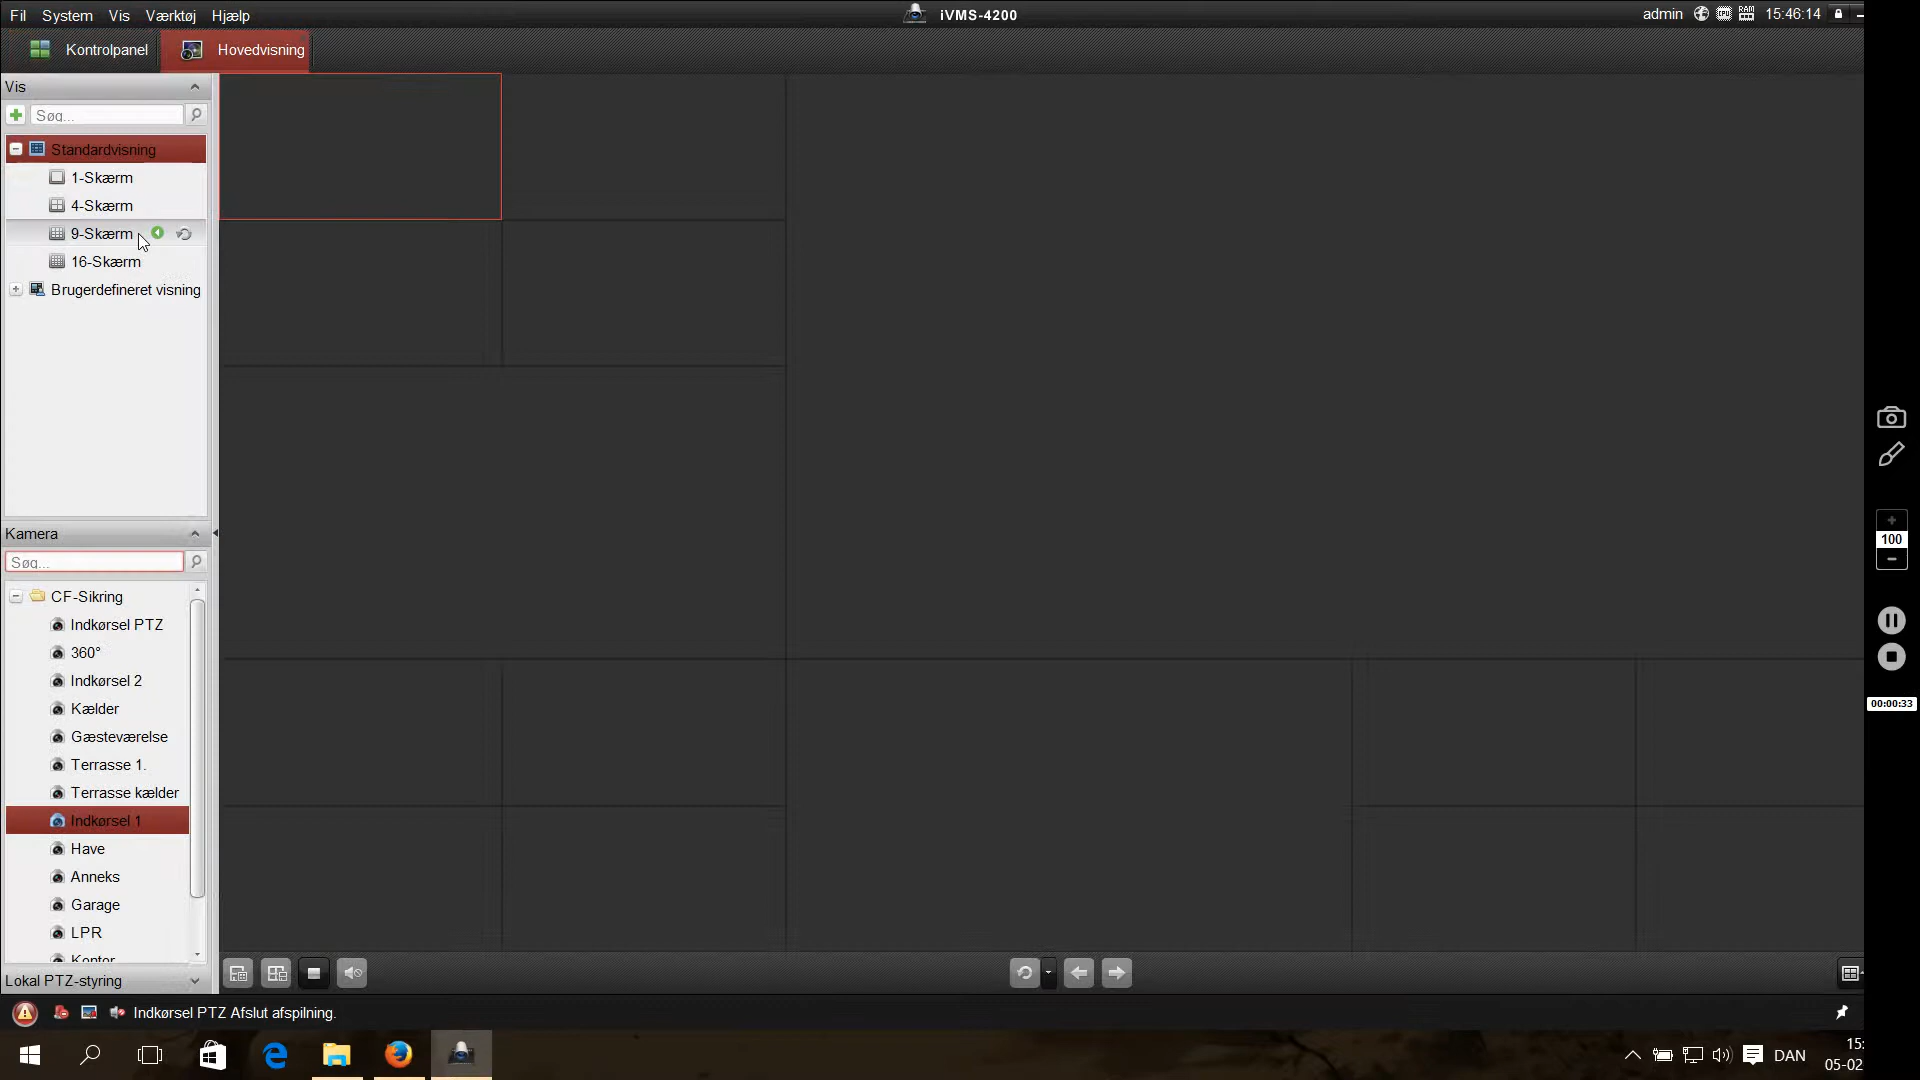 Fil System Vis Værktøj Hjælp
iVMS-4200
admin
15:46:14
Kontrolpanel
Hovedvisning
Vis
Søg...
Standardvisning
1-Skærm
4-Skærm
9-Skærm
16-Skærm
Brugerdefineret visning
Kamera
Søg...
CF-Sikring
Indkørsel PTZ
360°
Indkørsel 2
Kælder
Gæsteværelse
Terrasse 1.
Terrasse kælder
Indkørsel 1
Have
Anneks
Garage
LPR
Kontor
Lokal PTZ-styring
Indkørsel PTZ Afslut afspilning.
100
00:00:33
DAN
15:
05-02